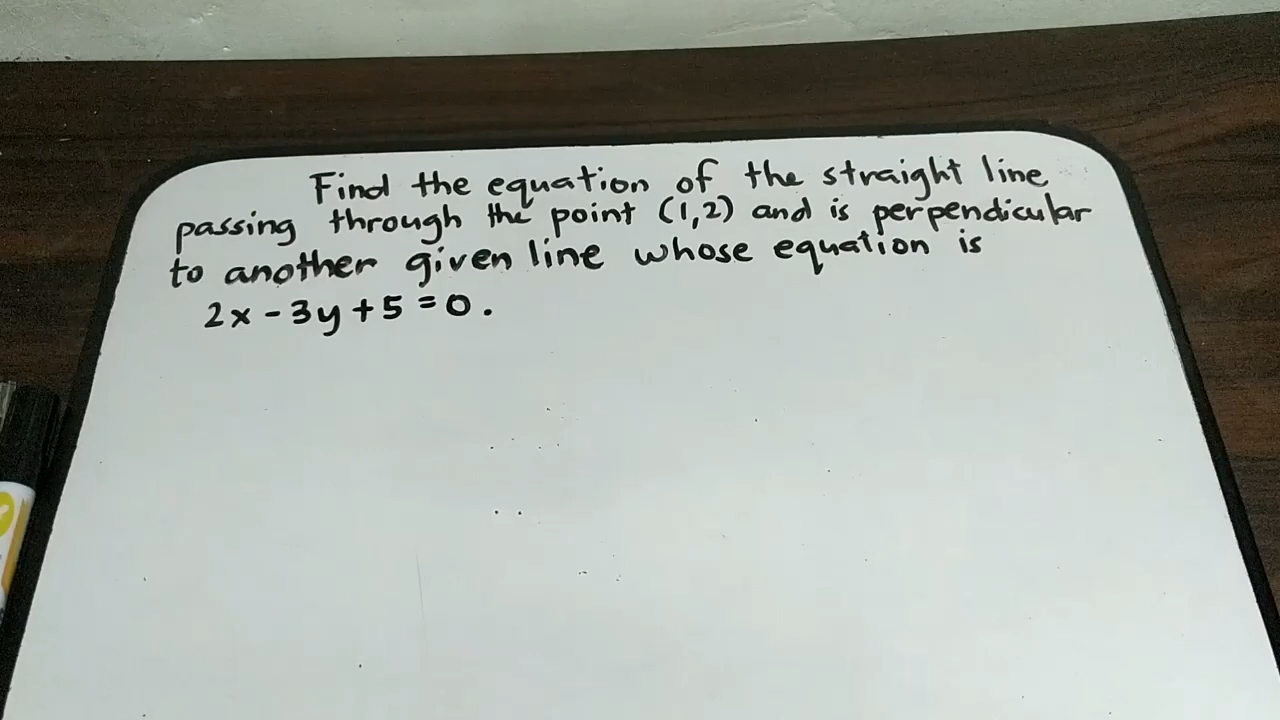 Find the equation of the straight line
passing through the point (1,2) and is perpendicular
to another given line whose equation is
2x - 3y + 5 = 0.